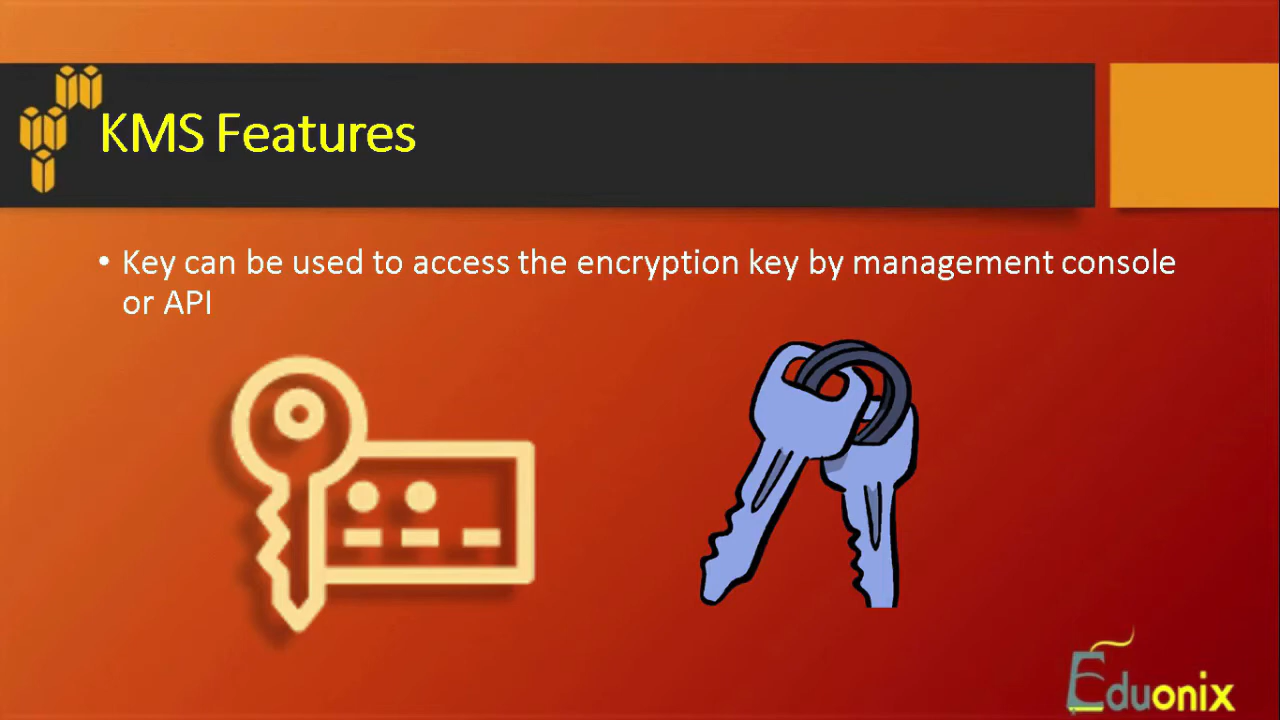 KMS Features
• Key can be used to access the encryption key by management console
or API
Eduonix